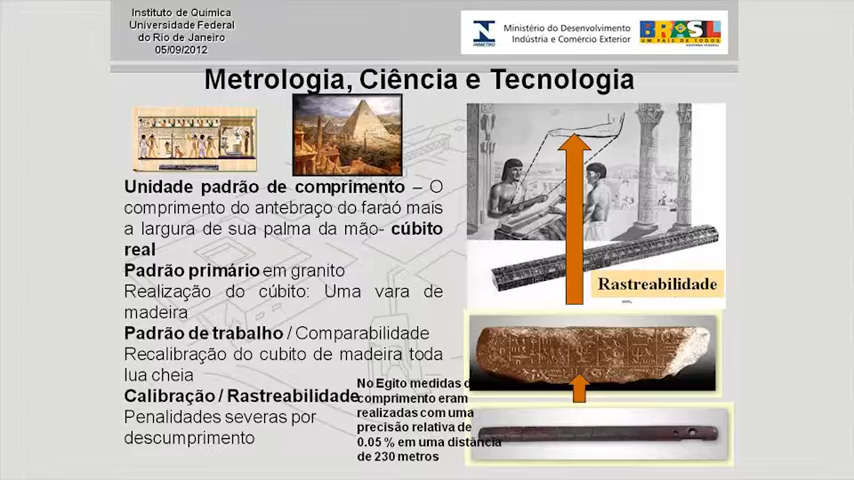 Instituto de Química
Universidade Federal
do Rio de Janeiro
05/09/2012
INMETRO
Ministério do Desenvolvimento
Indústria e Comércio Exterior
BRASIL
UM PAÍS DE TODOS
GOVERNO FEDERAL
Metrologia, Ciência e Tecnologia
Unidade padrão de comprimento – O
comprimento do antebraço do faraó mais
a largura de sua palma da mão- cúbito
real
Padrão primário em granito
Realização do cúbito: Uma vara de
madeira
Padrão de trabalho / Comparabilidade
Recalibração do cubito de madeira toda
lua cheia
Calibração / Rastreabilidade
Penalidades severas por
descumprimento
Rastreabilidade
No Egito medidas d
comprimento eram
realizadas com uma
precisão relativa de
0.05 % em uma distância
de 230 metros